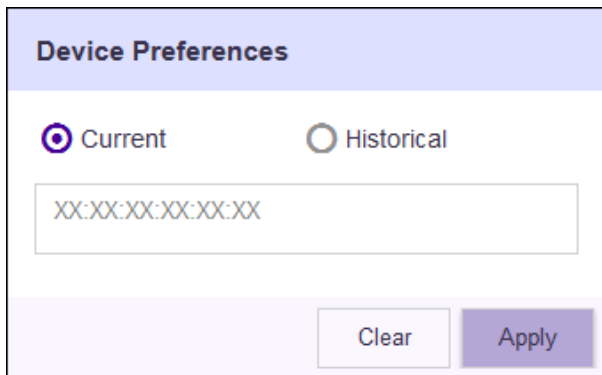 Device Preferences
Current Historical
XX:XX:XX:XX:XX:XX
Clear Apply